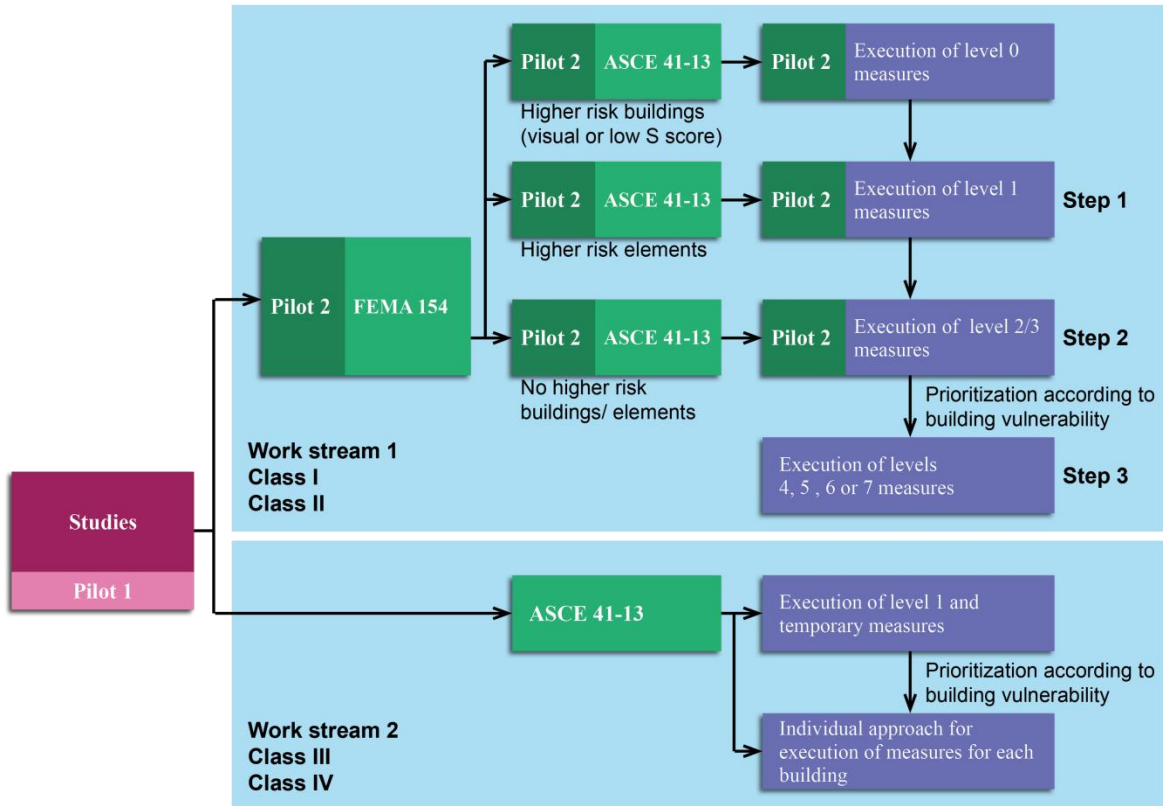 Pilot 2 ASCE 41-13
Pilot 2 Execution of level 0
measures
Higher risk buildings
(visual or low S score)
Pilot 2 ASCE 41-13
Pilot 2 Execution of level 1
measures
Step 1
Higher risk elements
Pilot 2 FEMA 154
Pilot 2 ASCE 41-13
Pilot 2 Execution of level 2/3
measures
Step 2
No higher risk
buildings/ elements
Prioritization according to
building vulnerability
Work stream 1
Class I
Class II
Execution of levels
4, 5 , 6 or 7 measures
Step 3
Studies
Pilot 1
ASCE 41-13
Execution of level 1 and
temporary measures
Prioritization according to
building vulnerability
Work stream 2
Class III
Class IV
Individual approach for
execution of measures for each
building